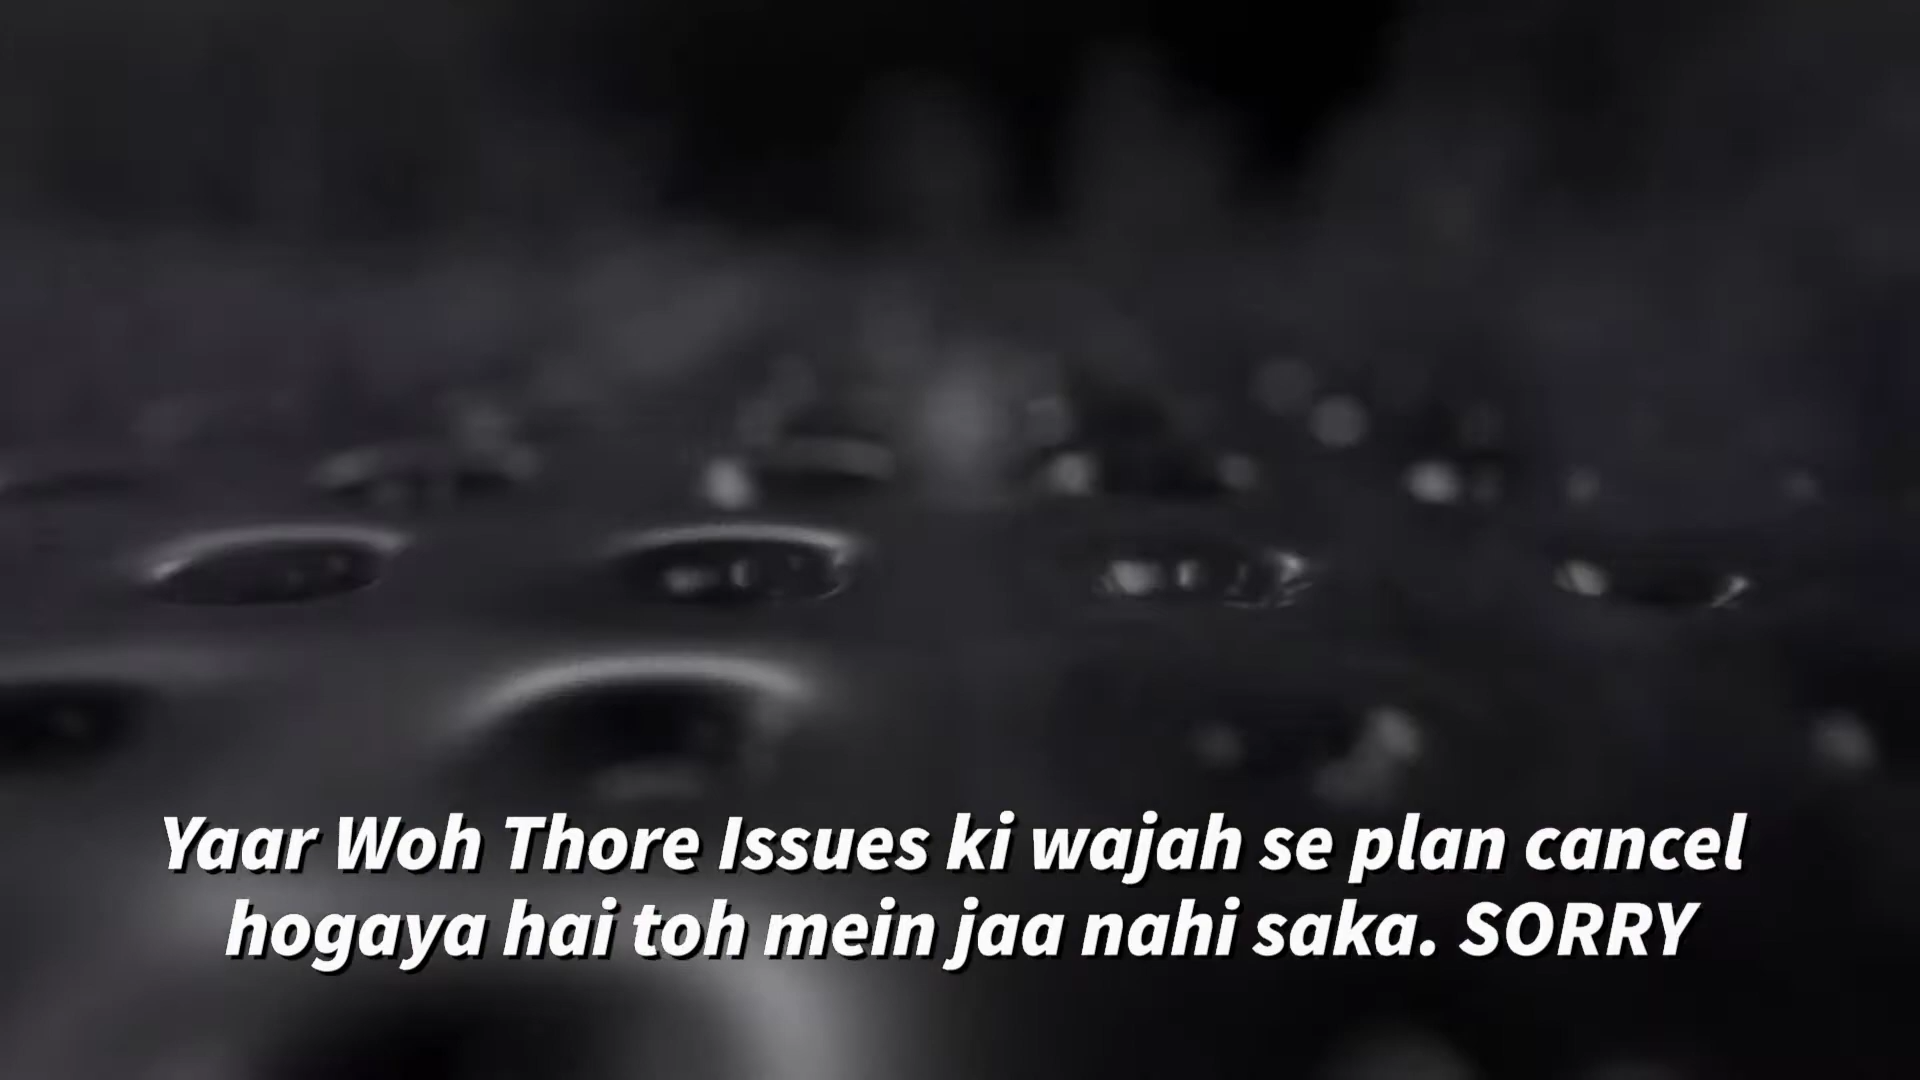 Yaar Woh Thore Issues ki wajah se plan cancel
hogaya hai toh mein jaa nahi saka. SORRY